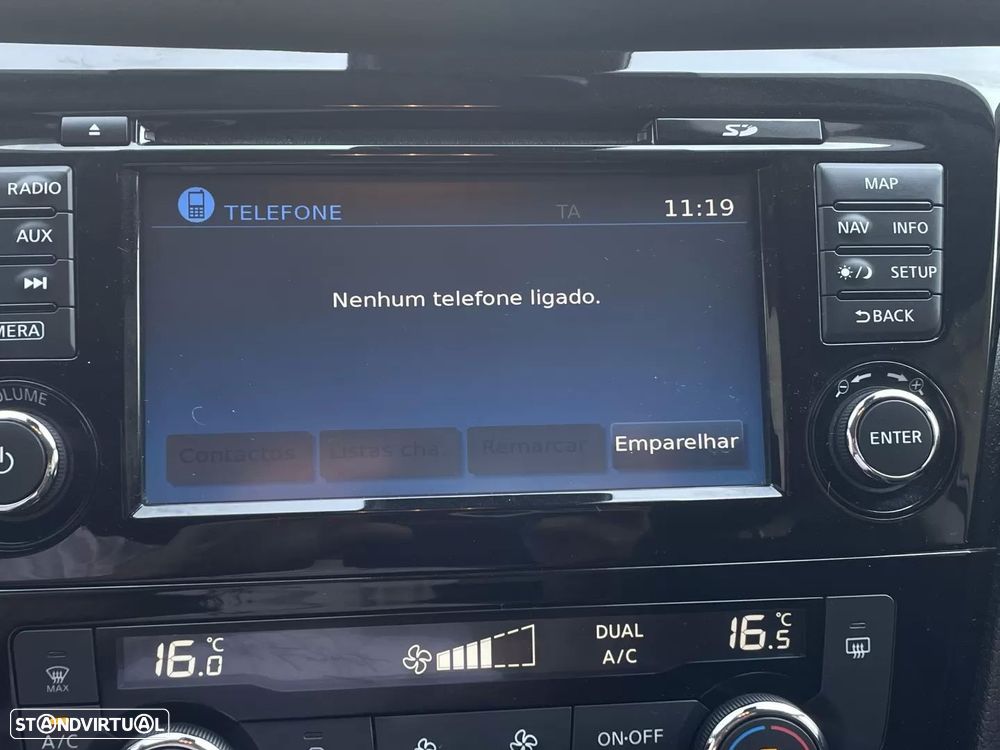 SD
RADIO
MAP
TELEFONE
TA
11:19
AUX
NAV INFO
SETUP
Nenhum telefone ligado.
MERA
BACK
OLUME
Contactos
Listas cha.
Remarcar
Emparelhar
ENTER
16.0 °C
DUAL
A/C
16.5 °C
MAX
STANDVIRTUAL
A/C
ON·OFF